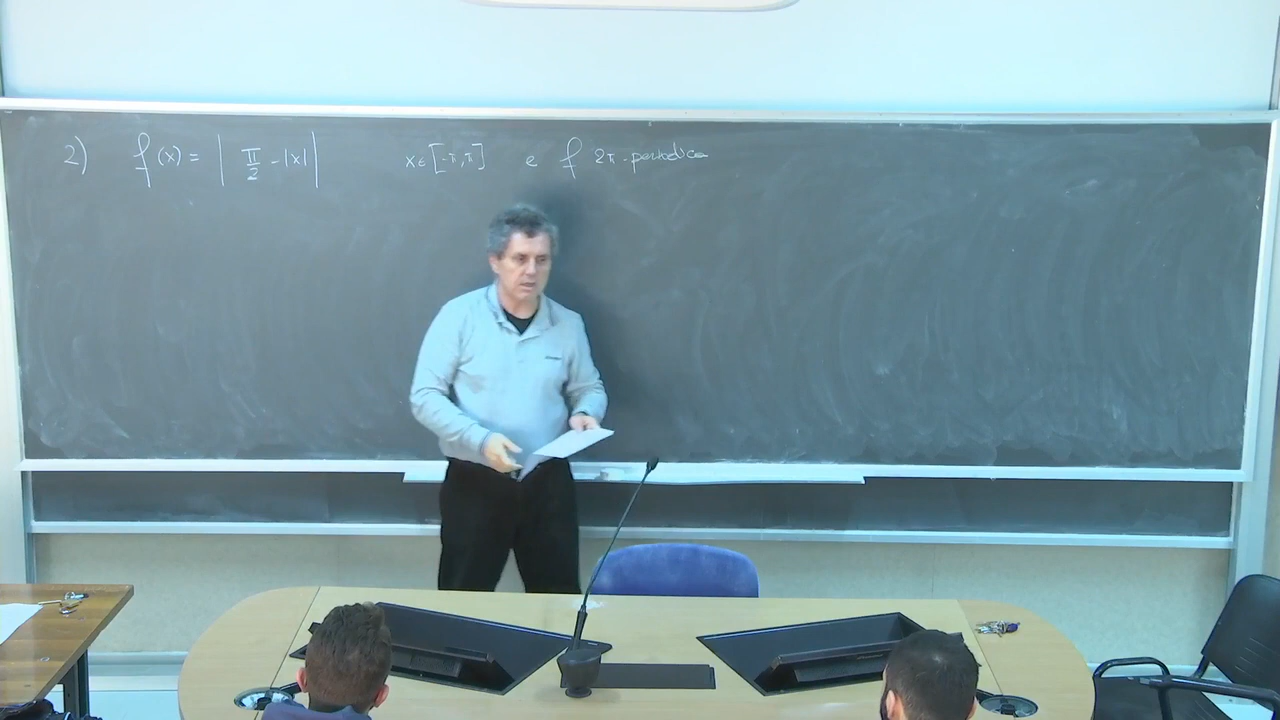 2) f(x) = | π/2 - |x| | x∈[-π,π] e f 2π-periodica